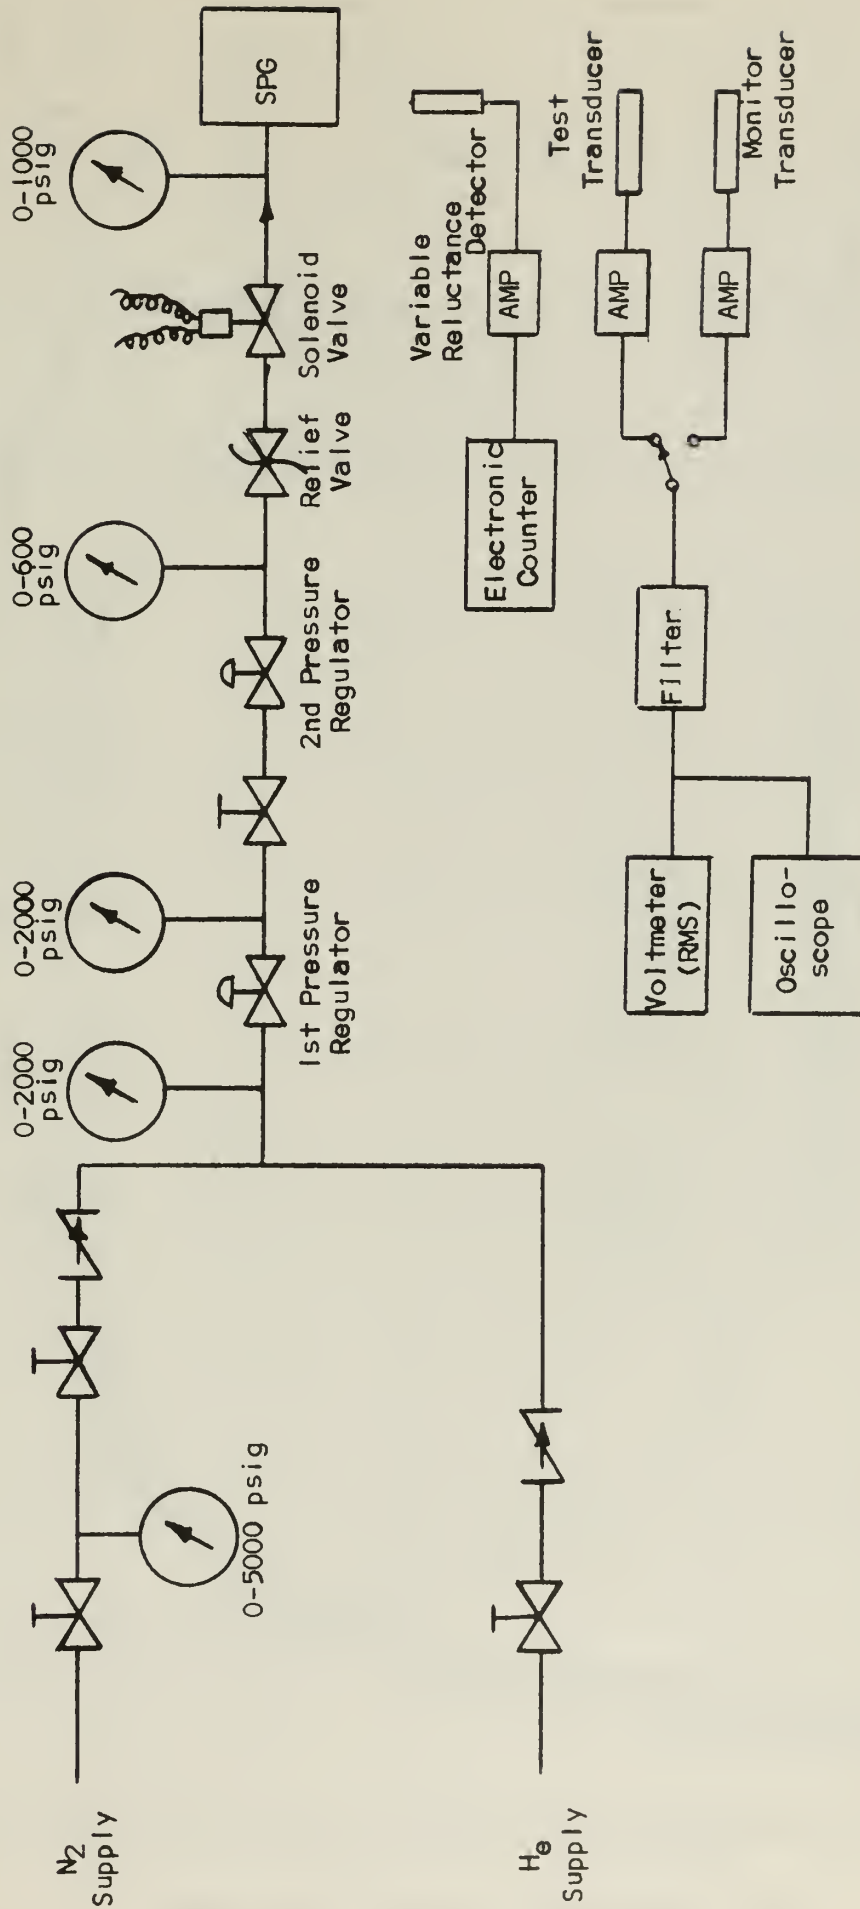 N2
Supply
0-5000 psig
He
Supply
0-2000
psig
1st Pressure
Regulator
0-2000
psig
2nd Pressure
Regulator
0-600
psig
Relief
Valve
Solenoid
Valve
0-1000
psig
SPG
Electronic
Counter
AMP
Variable
Reluctance
Detector
Voltmeter
(RMS)
Oscillo-
scope
Filter
AMP
Test
Transducer
AMP
Monitor
Transducer